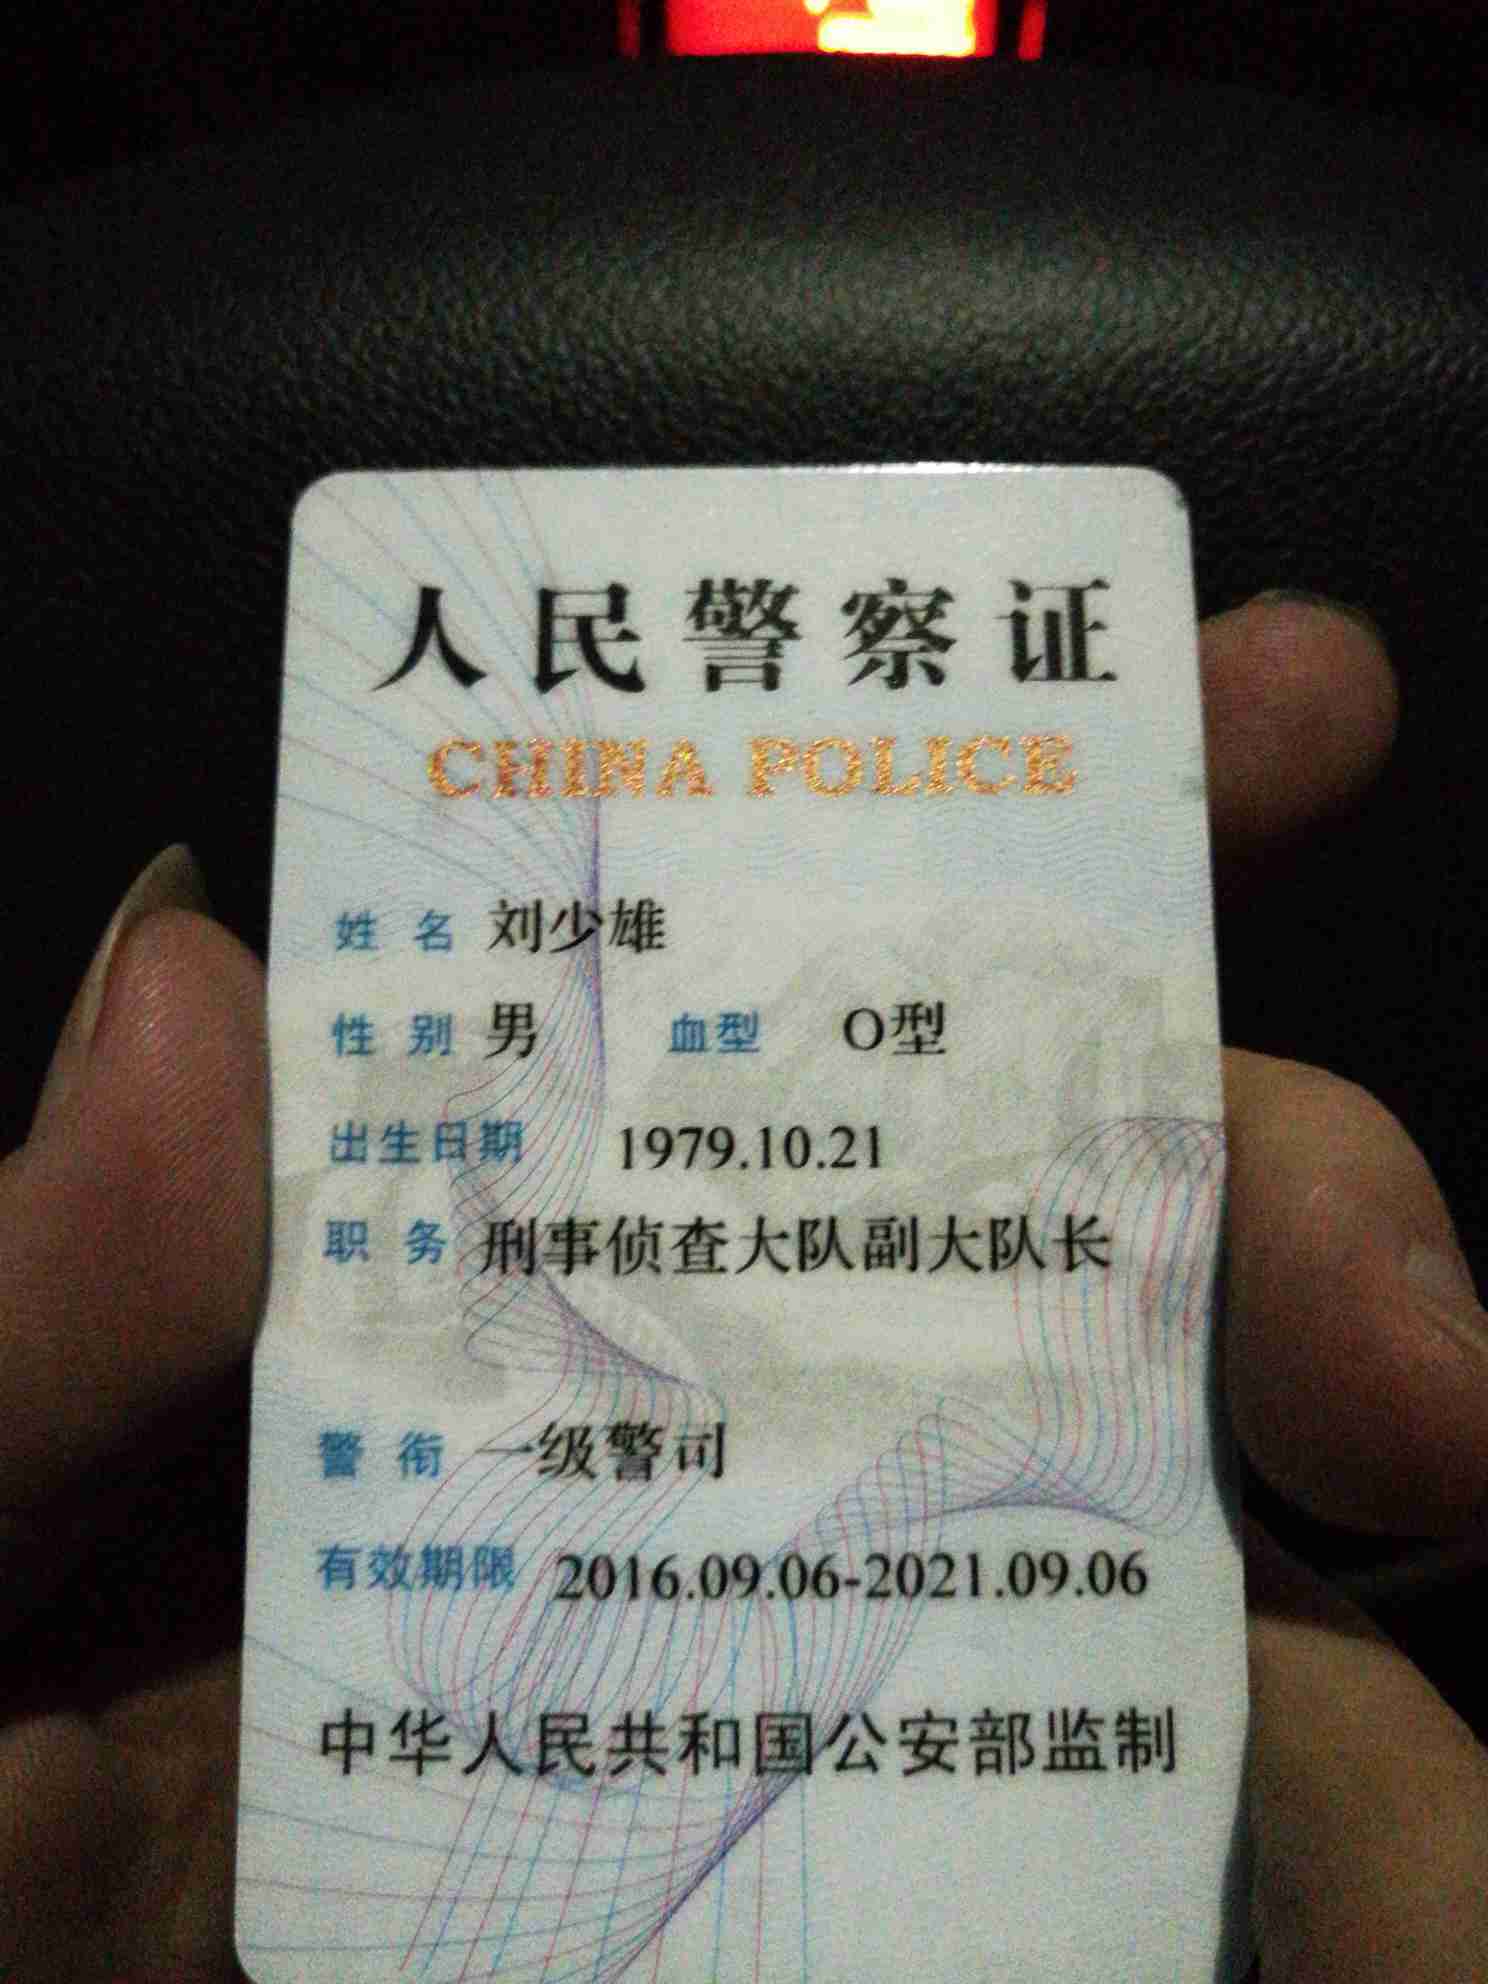 人民警察证
CHINA POLICE
姓 名 刘少雄
性 别 男 血型 O型
出生日期 1979.10.21
职 务 刑事侦查大队副大队长
警 衔 一级警司
有效期限 2016.09.06-2021.09.06
中华人民共和国公安部监制